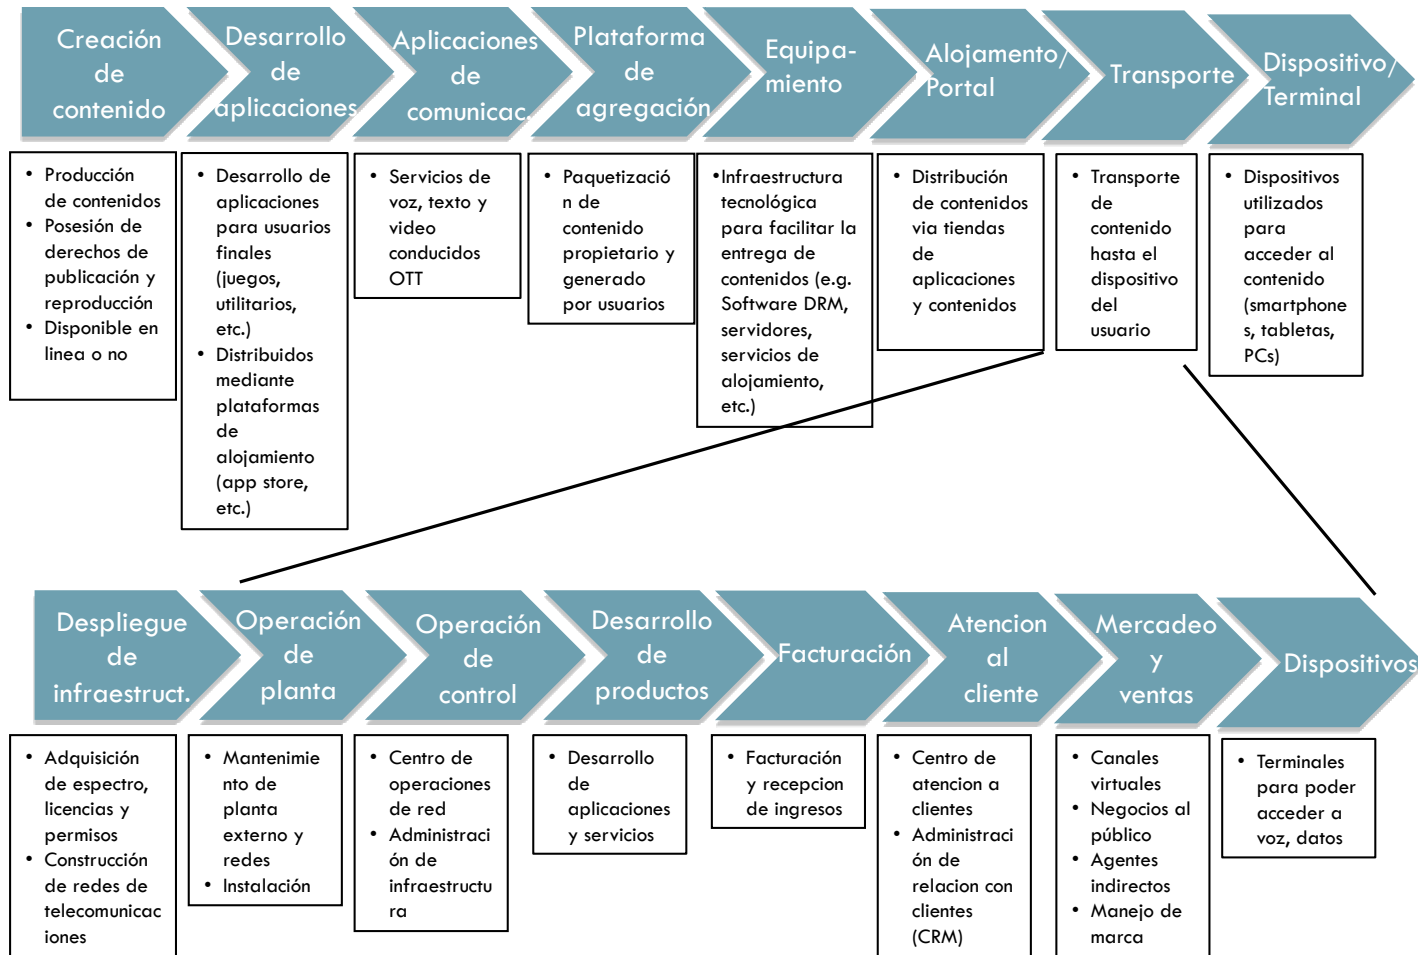 Creación
de
contenido
Desarrollo
de
aplicaciones
Aplicaciones
de
comunicac.
Plataforma
de
agregación
Equipa-
miento
Alojamento/
Portal
Transporte
Dispositivo/
Terminal
• Producción
de contenidos
• Posesión de
derechos de
publicación y
reproducción
• Disponible en
linea o no
• Desarrollo de
aplicaciones
para usuarios
finales
(juegos,
utilitarios,
etc.)
• Distribuidos
mediante
plataformas
de
alojamiento
(app store,
etc.)
• Servicios de
voz, texto y
video
conducidos
OTT
• Paquetizació
n de
contenido
propietario y
generado
por usuarios
•Infraestructura
tecnológica
para facilitar la
entrega de
contenidos (e.g.
Software DRM,
servidores,
servicios de
alojamiento,
etc.)
• Distribución
de contenidos
via tiendas
de
aplicaciones
y contenidos
• Transporte
de
contenido
hasta el
dispositivo
del
usuario
• Dispositivos
utilizados
para
acceder al
contenido
(smartphone
s, tabletas,
PCs)
Despliegue
de
infraestruct.
Operación
de
planta
Operación
de
control
Desarrollo
de
productos
Facturación
Atencion
al
cliente
Mercadeo
y
ventas
Dispositivos
• Adquisición
de espectro,
licencias y
permisos
• Construcción
de redes de
telecomunicac
iones
• Mantenimie
nto de
planta
externo y
redes
• Instalación
• Centro de
operaciones
de red
• Administraci
ón de
infraestructu
ra
• Desarrollo
de
aplicaciones
y servicios
• Facturación
y recepcion
de ingresos
• Centro de
atencion a
clientes
• Administraci
ón de
relacion con
clientes
(CRM)
• Canales
virtuales
• Negocios al
público
• Agentes
indirectos
• Manejo de
marca
• Terminales
para poder
acceder a
voz, datos